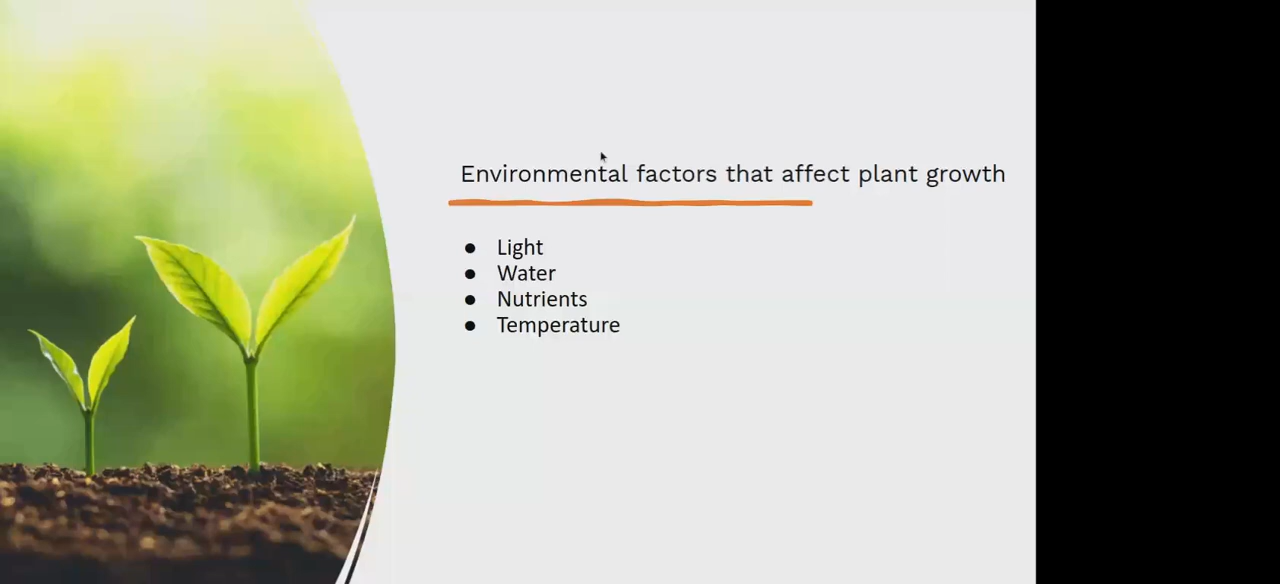 Environmental factors that affect plant growth
● Light
● Water
● Nutrients
● Temperature